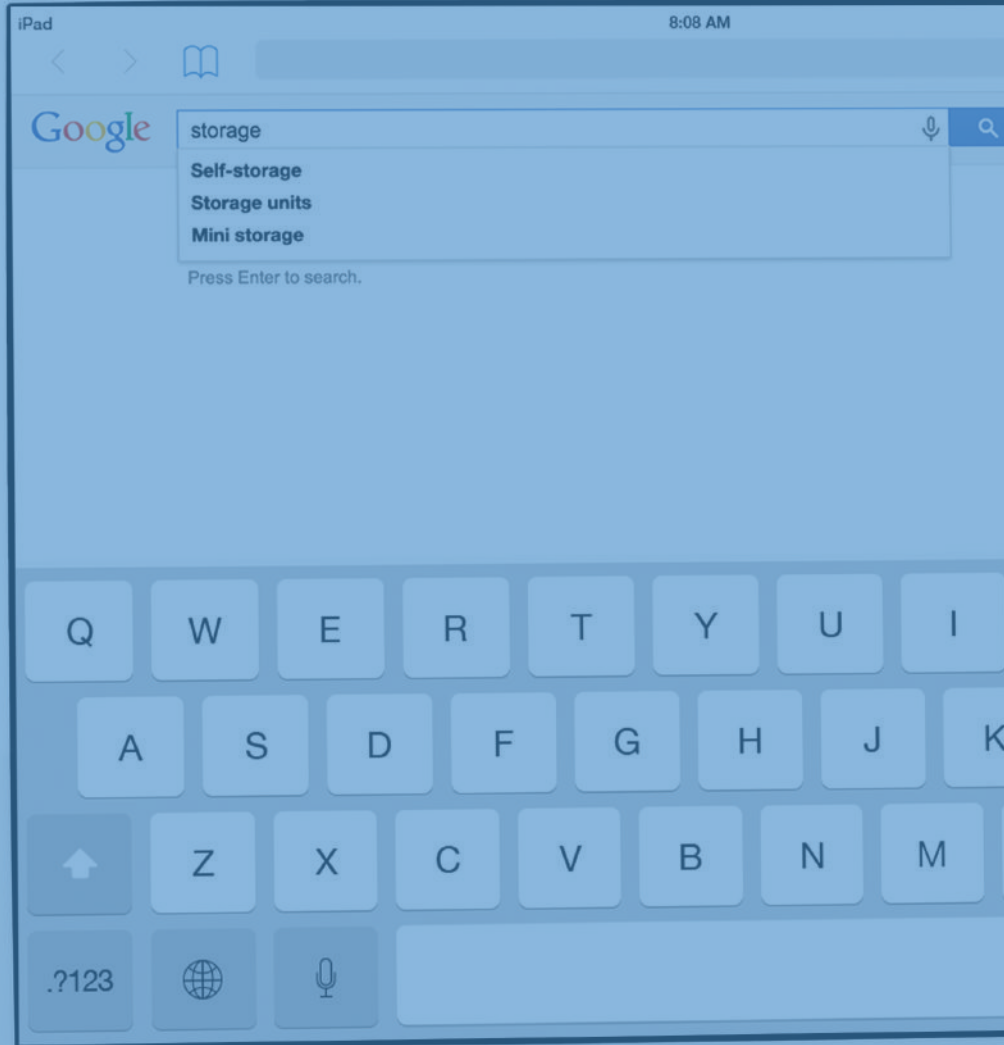 iPad 8:08 AM
Google storage
Self-storage
Storage units
Mini storage
Press Enter to search.
Q W E R T Y U I
A S D F G H J K
Z X C V B N M
.?123